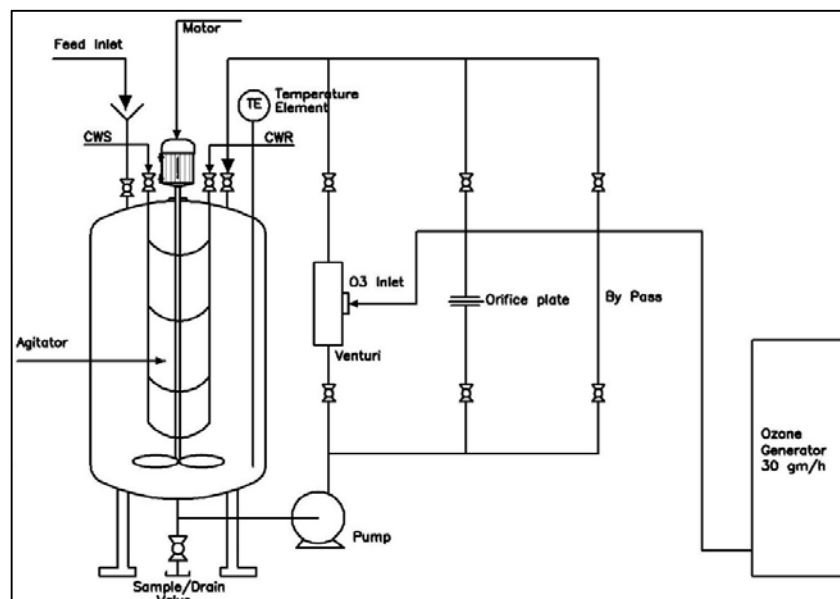 Motor
Feed Inlet
TE
Temperature
Element
CWS
CWR
O3 Inlet
Orifice plate
By Pass
Agitator
Venturi
Ozone
Generator
30 gm/h
Pump
Sample/Drain
Valve